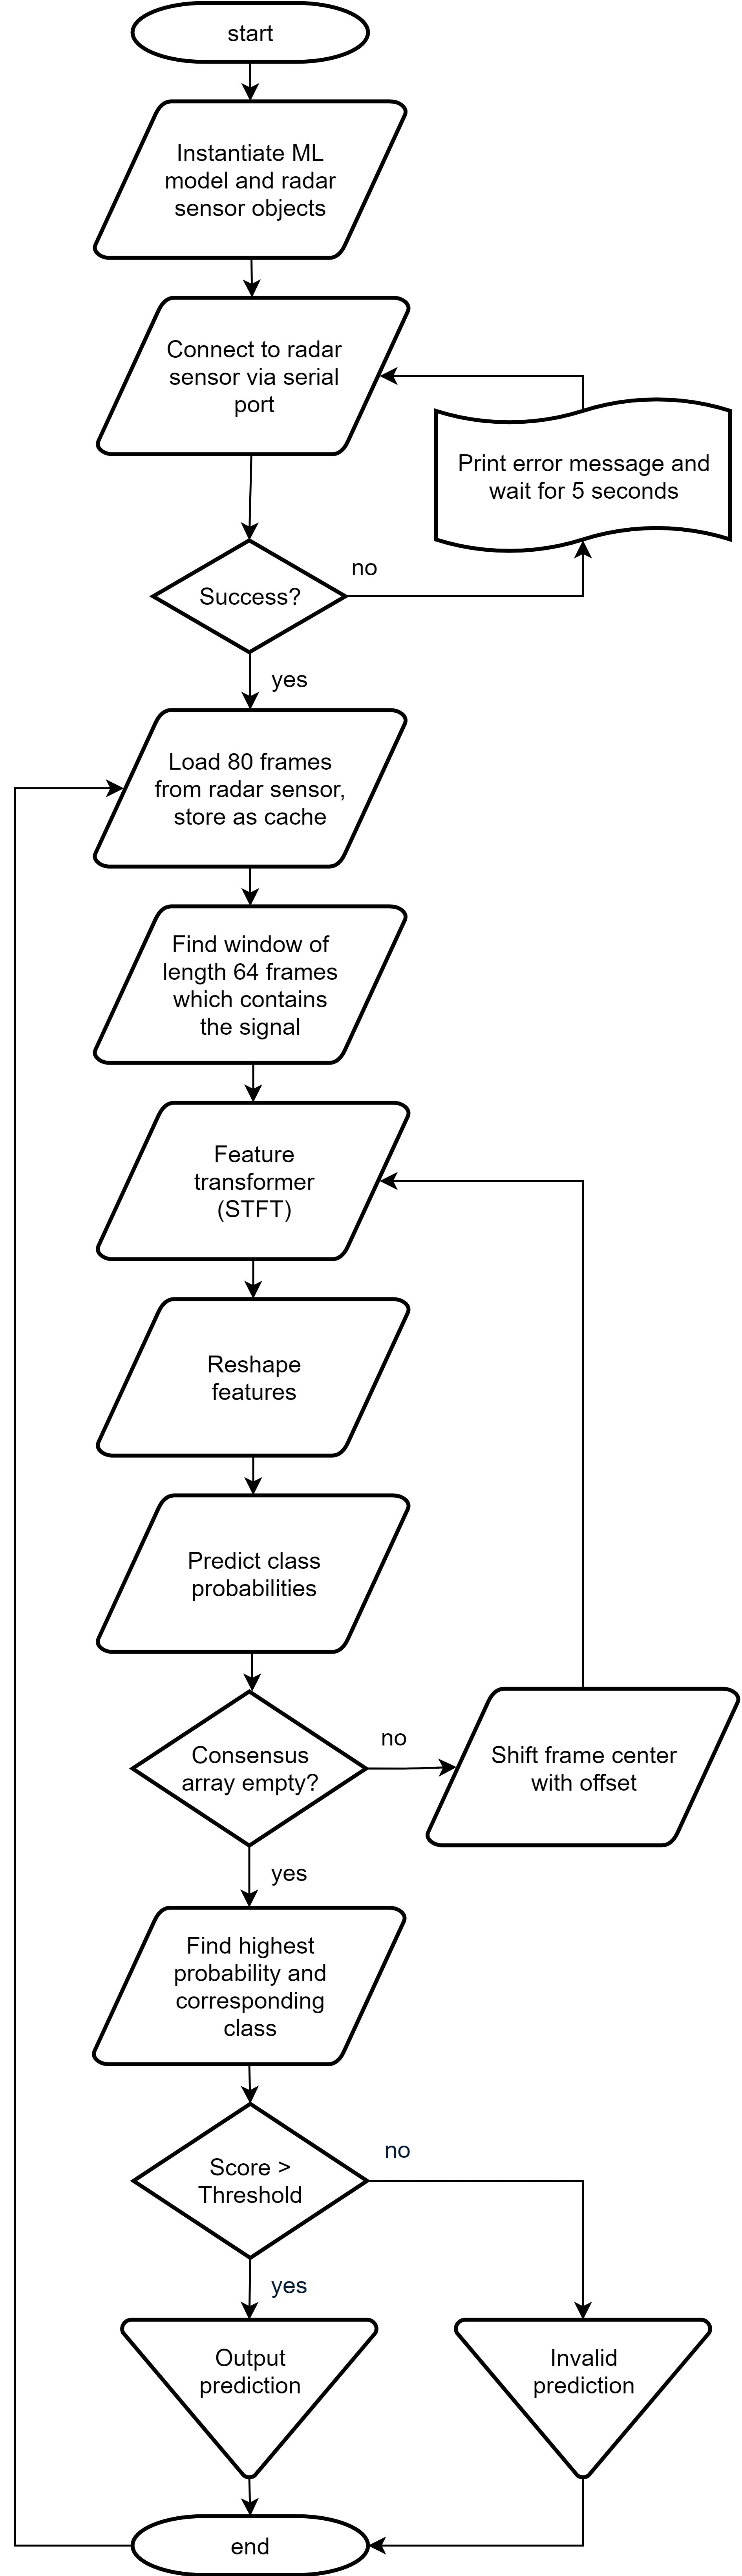 start
Instantiate ML
model and radar
sensor objects
Connect to radar
sensor via serial
port
Print error message and
wait for 5 seconds
Success?
no
yes
Load 80 frames
from radar sensor,
store as cache
Find window of
length 64 frames
which contains
the signal
Feature
transformer
(STFT)
Reshape
features
Predict class
probabilities
Consensus
array empty?
no
Shift frame center
with offset
yes
Find highest
probability and
corresponding
class
Score >
Threshold
no
yes
Output
prediction
Invalid
prediction
end